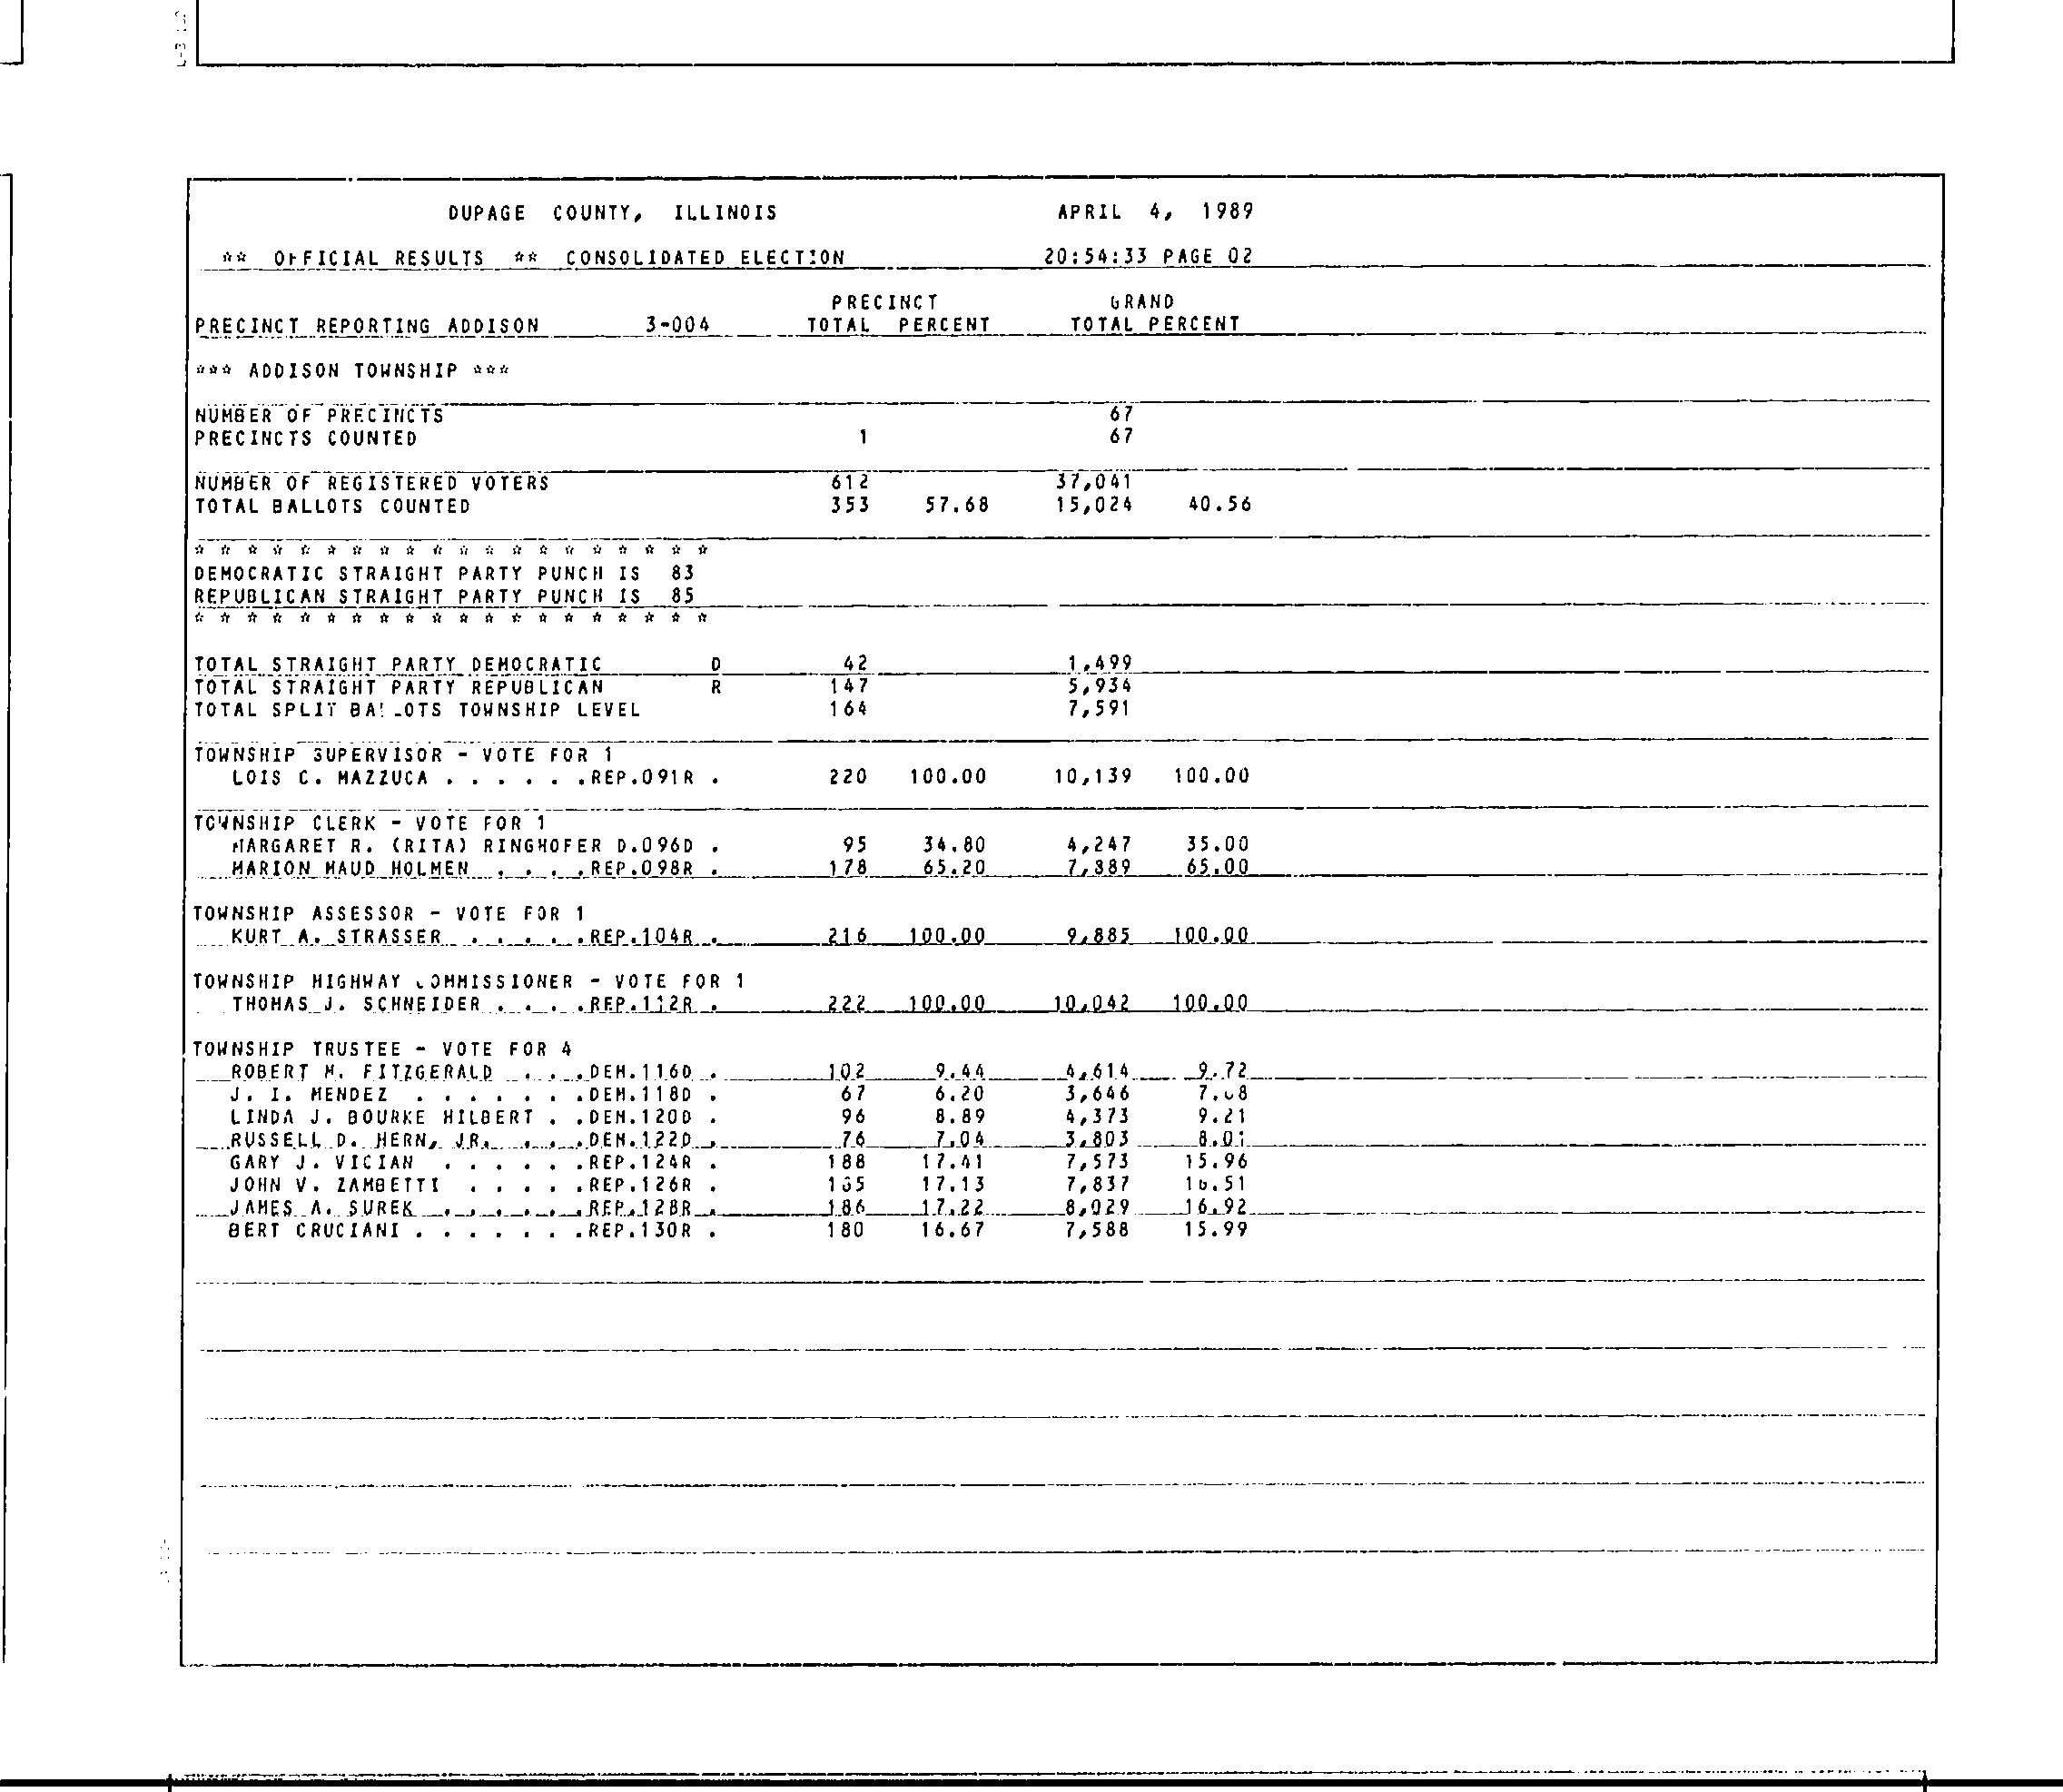 DUPAGE COUNTY, ILLINOIS APRIL 4, 1989
** OFFICIAL RESULTS ** CONSOLIDATED ELECTION 20:54:33 PAGE 02
PRECINCT GRAND
PRECINCT REPORTING ADDISON 3-004 TOTAL PERCENT TOTAL PERCENT
*** ADDISON TOWNSHIP ***
NUMBER OF PRECINCTS 67
PRECINCTS COUNTED 1 67
NUMBER OF REGISTERED VOTERS 612 37,041
TOTAL BALLOTS COUNTED 353 57.68 15,024 40.56
* * * * * * * * * * * * * * * * * * * *
DEMOCRATIC STRAIGHT PARTY PUNCH IS 83
REPUBLICAN STRAIGHT PARTY PUNCH IS 85
* * * * * * * * * * * * * * * * * * * *
TOTAL STRAIGHT PARTY DEMOCRATIC D 42 1,499
TOTAL STRAIGHT PARTY REPUBLICAN R 147 5,934
TOTAL SPLIT BALLOTS TOWNSHIP LEVEL 164 7,591
TOWNSHIP SUPERVISOR - VOTE FOR 1
LOIS C. MAZZUCA . . . . . .REP.091R . 220 100.00 10,139 100.00
TOWNSHIP CLERK - VOTE FOR 1
MARGARET R. (RITA) RINGHOFER D.096D . 95 34.80 4,247 35.00
MARION MAUD HOLMEN . . . .REP.098R . 178 65.20 7,889 65.00
TOWNSHIP ASSESSOR - VOTE FOR 1
KURT A. STRASSER . . . . .REP.104R . 216 100.00 9,885 100.00
TOWNSHIP HIGHWAY COMMISSIONER - VOTE FOR 1
THOMAS J. SCHNEIDER . . . .REP.112R . 222 100.00 10,042 100.00
TOWNSHIP TRUSTEE - VOTE FOR 4
ROBERT M. FITZGERALD . . .DEM.116D . 102 9.44 4,614 9.72
J. I. MENDEZ . . . . . . .DEM.118D . 67 6.20 3,646 7.68
LINDA J. BOURKE HILBERT . .DEM.120D . 96 8.89 4,373 9.21
RUSSELL D. HERN, JR. . . .DEM.122D . 76 7.04 3,803 8.01
GARY J. VICIAN . . . . . .REP.124R . 188 17.41 7,573 15.96
JOHN V. ZAMBETTI . . . . .REP.126R . 185 17.13 7,837 16.51
JAMES A. SUREK . . . . . .REP.128R . 186 17.22 8,029 16.92
BERT CRUCIANI . . . . . . .REP.130R . 180 16.67 7,588 15.99